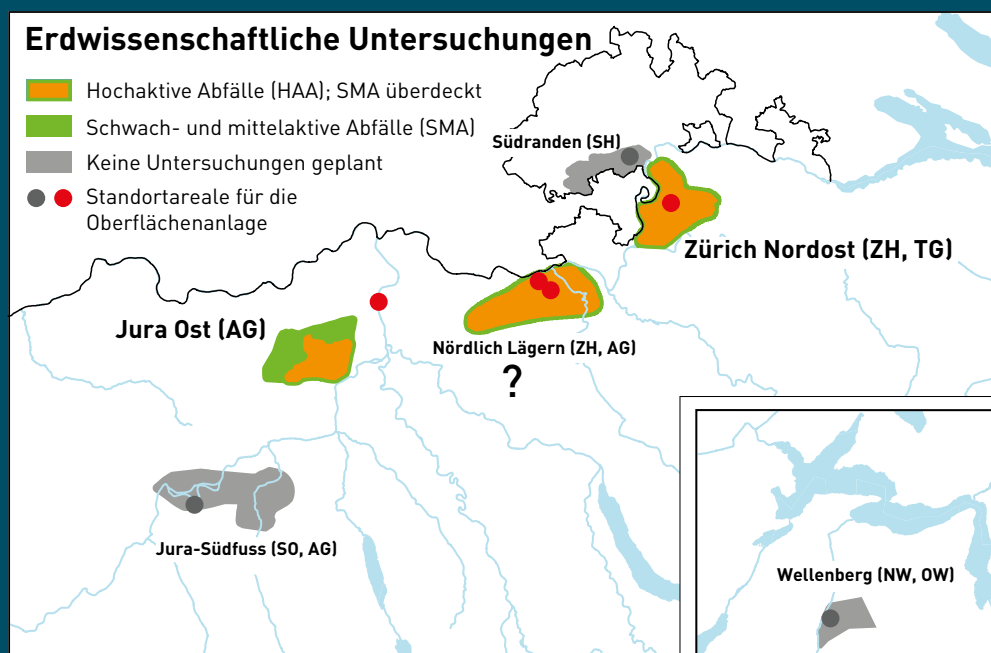 Erdwissenschaftliche Untersuchungen
Hochaktive Abfälle (HAA); SMA überdeckt
Schwach- und mittelaktive Abfälle (SMA)
Keine Untersuchungen geplant
Standortareale für die
Oberflächenanlage
Südranden (SH)
Zürich Nordost (ZH, TG)
Jura Ost (AG)
Nördlich Lägern (ZH, AG)
?
Jura-Südfuss (SO, AG)
Wellenberg (NW, OW)